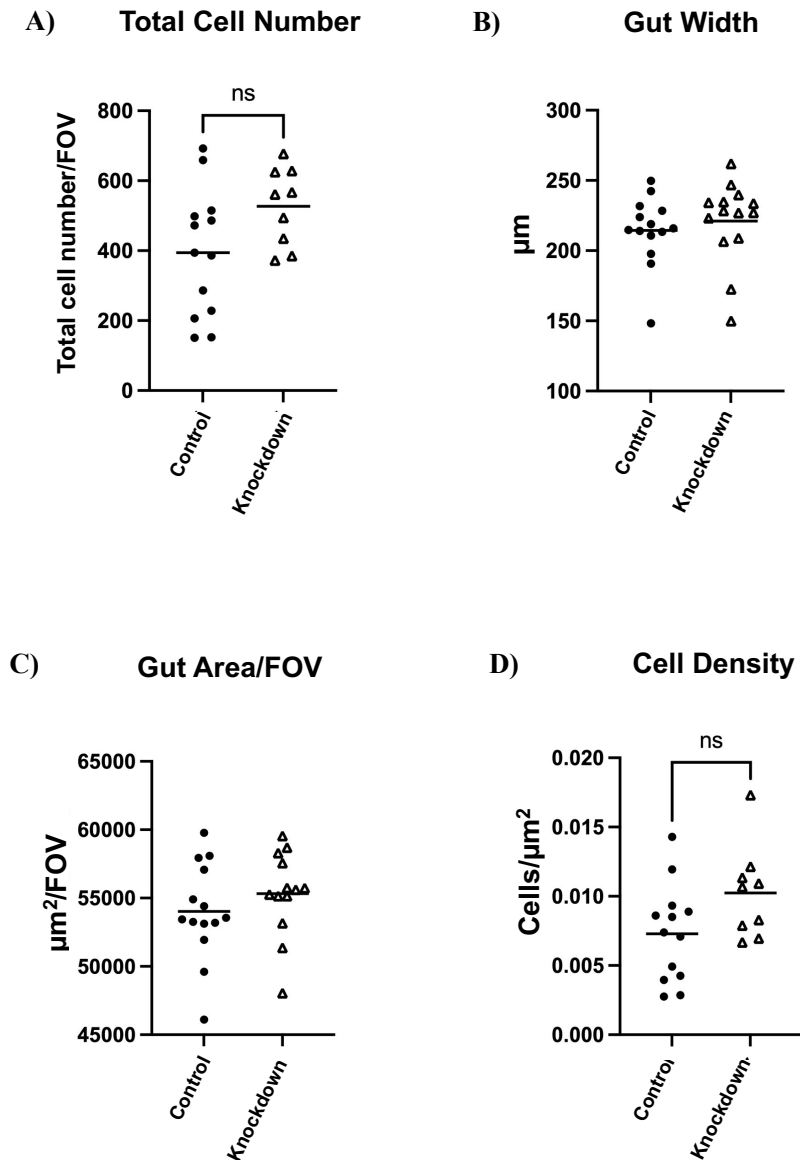 A) Total Cell Number
ns
Total cell number/FOV
800
600
400
200
0
Control
Knockdown
B) Gut Width
µm
300
250
200
150
100
Control
Knockdown
C) Gut Area/FOV
µm²/FOV
65000
60000
55000
50000
45000
Control
Knockdown
D) Cell Density
ns
Cells/µm²
0.020
0.015
0.010
0.005
0.000
Control
Knockdown